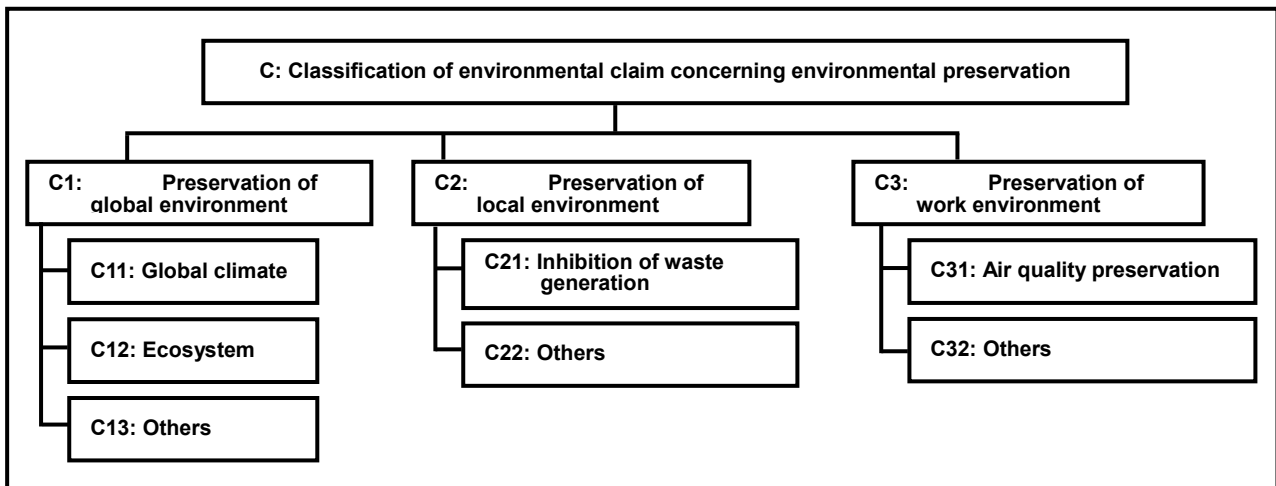 C: Classification of environmental claim concerning environmental preservation
C1: Preservation of
global environment
C11: Global climate
C12: Ecosystem
C13: Others
C2: Preservation of
local environment
C21: Inhibition of waste
generation
C22: Others
C3: Preservation of
work environment
C31: Air quality preservation
C32: Others